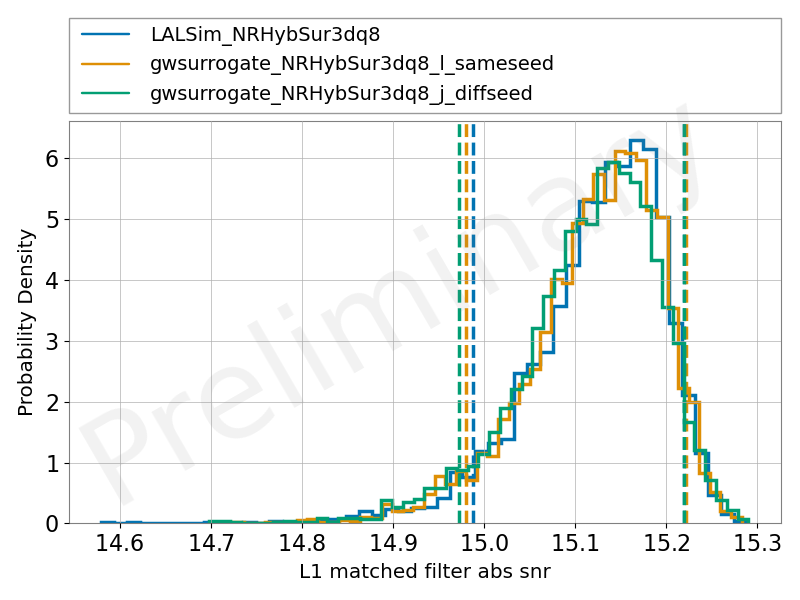 LALSim_NRHybSur3dq8
gwsurrogate_NRHybSur3dq8_l_sameseed
gwsurrogate_NRHybSur3dq8_j_diffseed
Preliminary
Probability Density
6
5
4
3
2
1
0
14.6 14.7 14.8 14.9 15.0 15.1 15.2 15.3
L1 matched filter abs snr